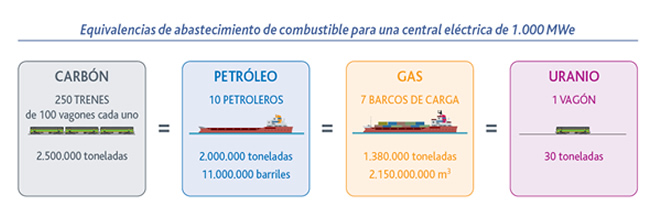 Equivalencias de abastecimiento de combustible para una central eléctrica de 1.000 MWe
CARBÓN
250 TRENES
de 100 vagones cada uno
2.500.000 toneladas
=
PETRÓLEO
10 PETROLEROS
2.000.000 toneladas
11.000.000 barriles
=
GAS
7 BARCOS DE CARGA
1.380.000 toneladas
2.150.000.000 m³
=
URANIO
1 VAGÓN
30 toneladas